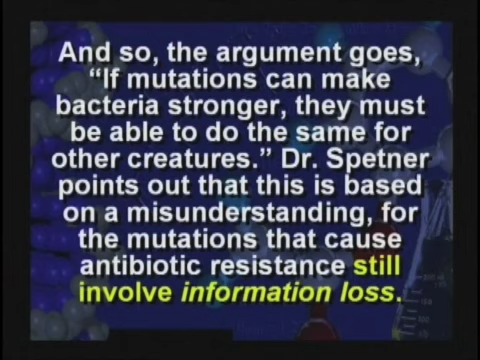 And so, the argument goes,
“If mutations can make
bacteria stronger, they must
be able to do the same for
other creatures.” Dr. Spetner
points out that this is based
on a misunderstanding, for
the mutations that cause
antibiotic resistance still
involve information loss.